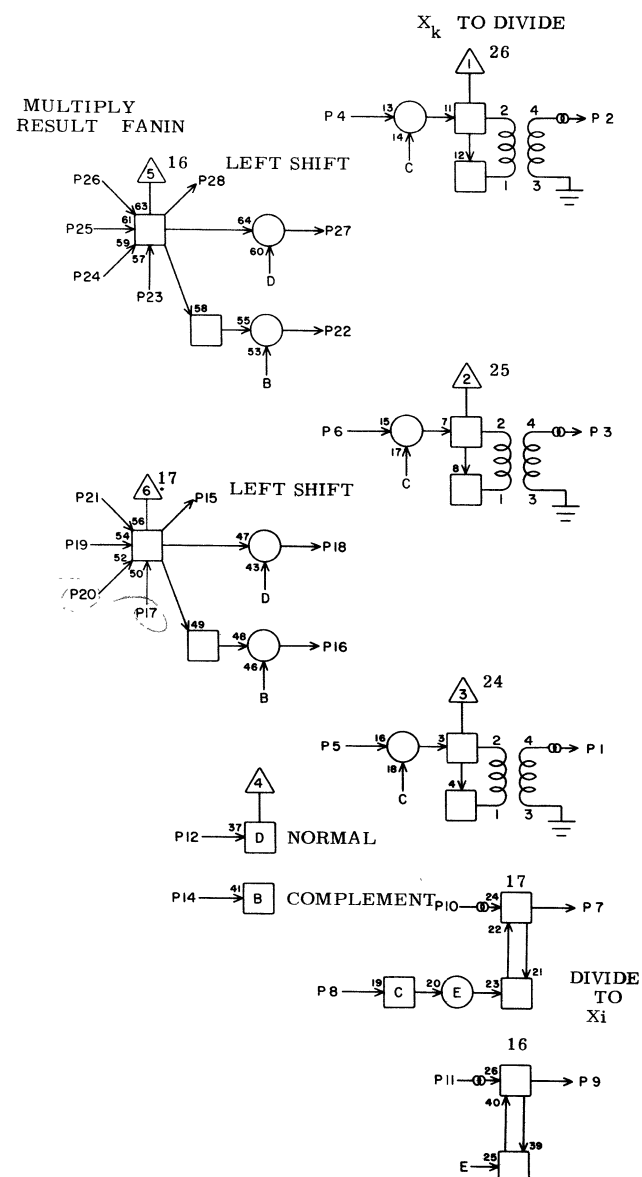 X_k TO DIVIDE
1 26
P4 13 11 2 4 P2
14 12
C 1 3
MULTIPLY
RESULT FANIN
5 16 LEFT SHIFT
P26 63 P28
P25 61 64 P27
59 57 60
P24 P23 D
58 55 P22
53
B
2 25
P6 15 7 2 4 P3
17 8
C 1 3
6 17 LEFT SHIFT
P21 56 P15
P19 54 47 P18
52 50 43
P20 P17 D
49 48 P16
46
B
3 24
P5 16 3 2 4 P1
18 4
C 1 3
4
P12 37 D NORMAL
P14 41 B COMPLEMENT
17
P10 24 P7
22 21
P8 19 C 20 E 23
DIVIDE
TO
Xi
16
P11 26 P9
40 39
E 25